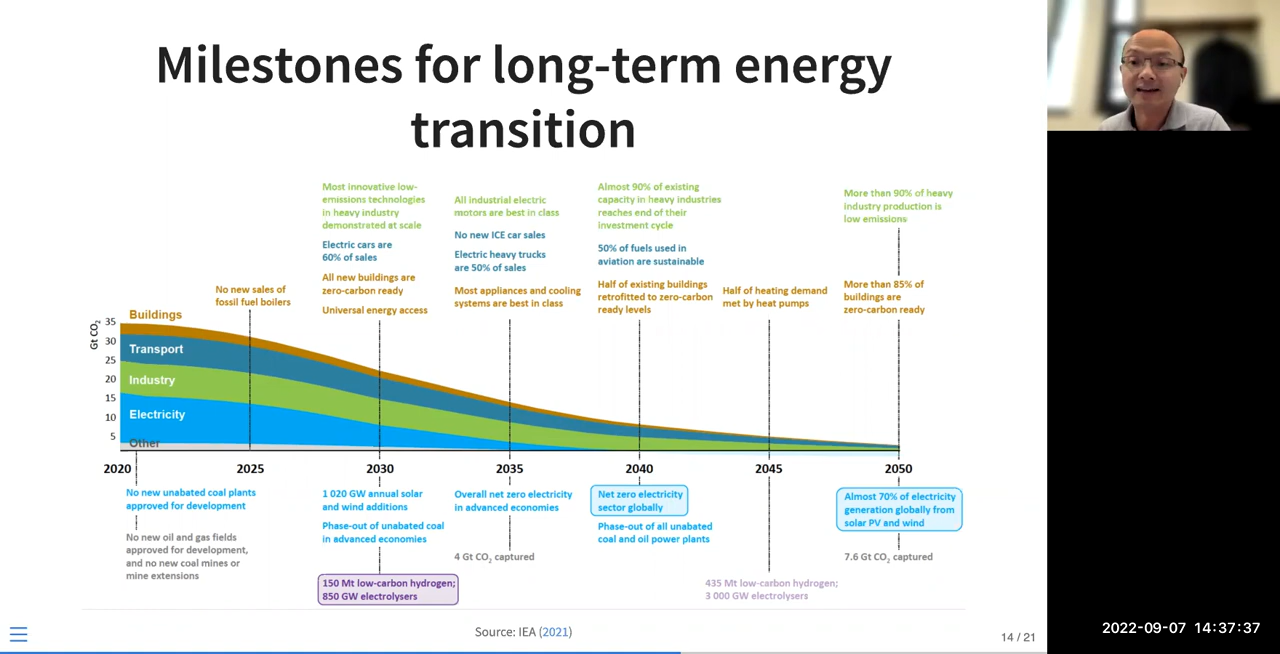 Milestones for long-term energy
transition
Most innovative low-
emissions technologies
in heavy industry
demonstrated at scale
Electric cars are
60% of sales
All new buildings are
zero-carbon ready
Universal energy access
All industrial electric
motors are best in class
No new ICE car sales
Electric heavy trucks
are 50% of sales
Most appliances and cooling
systems are best in class
Almost 90% of existing
capacity in heavy industries
reaches end of their
investment cycle
50% of fuels used in
aviation are sustainable
Half of existing buildings
retrofitted to zero-carbon
ready levels
Half of heating demand
met by heat pumps
More than 90% of heavy
industry production is
low emissions
More than 85% of
buildings are
zero-carbon ready
No new sales of
fossil fuel boilers
Gt CO2
35
30
25
20
15
10
5
Buildings
Transport
Industry
Electricity
Other
2020 2025 2030 2035 2040 2045 2050
No new unabated coal plants
approved for development
No new oil and gas fields
approved for development,
and no new coal mines or
mine extensions
1 020 GW annual solar
and wind additions
Phase-out of unabated coal
in advanced economies
150 Mt low-carbon hydrogen;
850 GW electrolysers
Overall net zero electricity
in advanced economies
4 Gt CO2 captured
Net zero electricity
sector globally
Phase-out of all unabated
coal and oil power plants
435 Mt low-carbon hydrogen;
3 000 GW electrolysers
Almost 70% of electricity
generation globally from
solar PV and wind
7.6 Gt CO2 captured
Source: IEA (2021)
14 / 21
2022-09-07 14:37:37